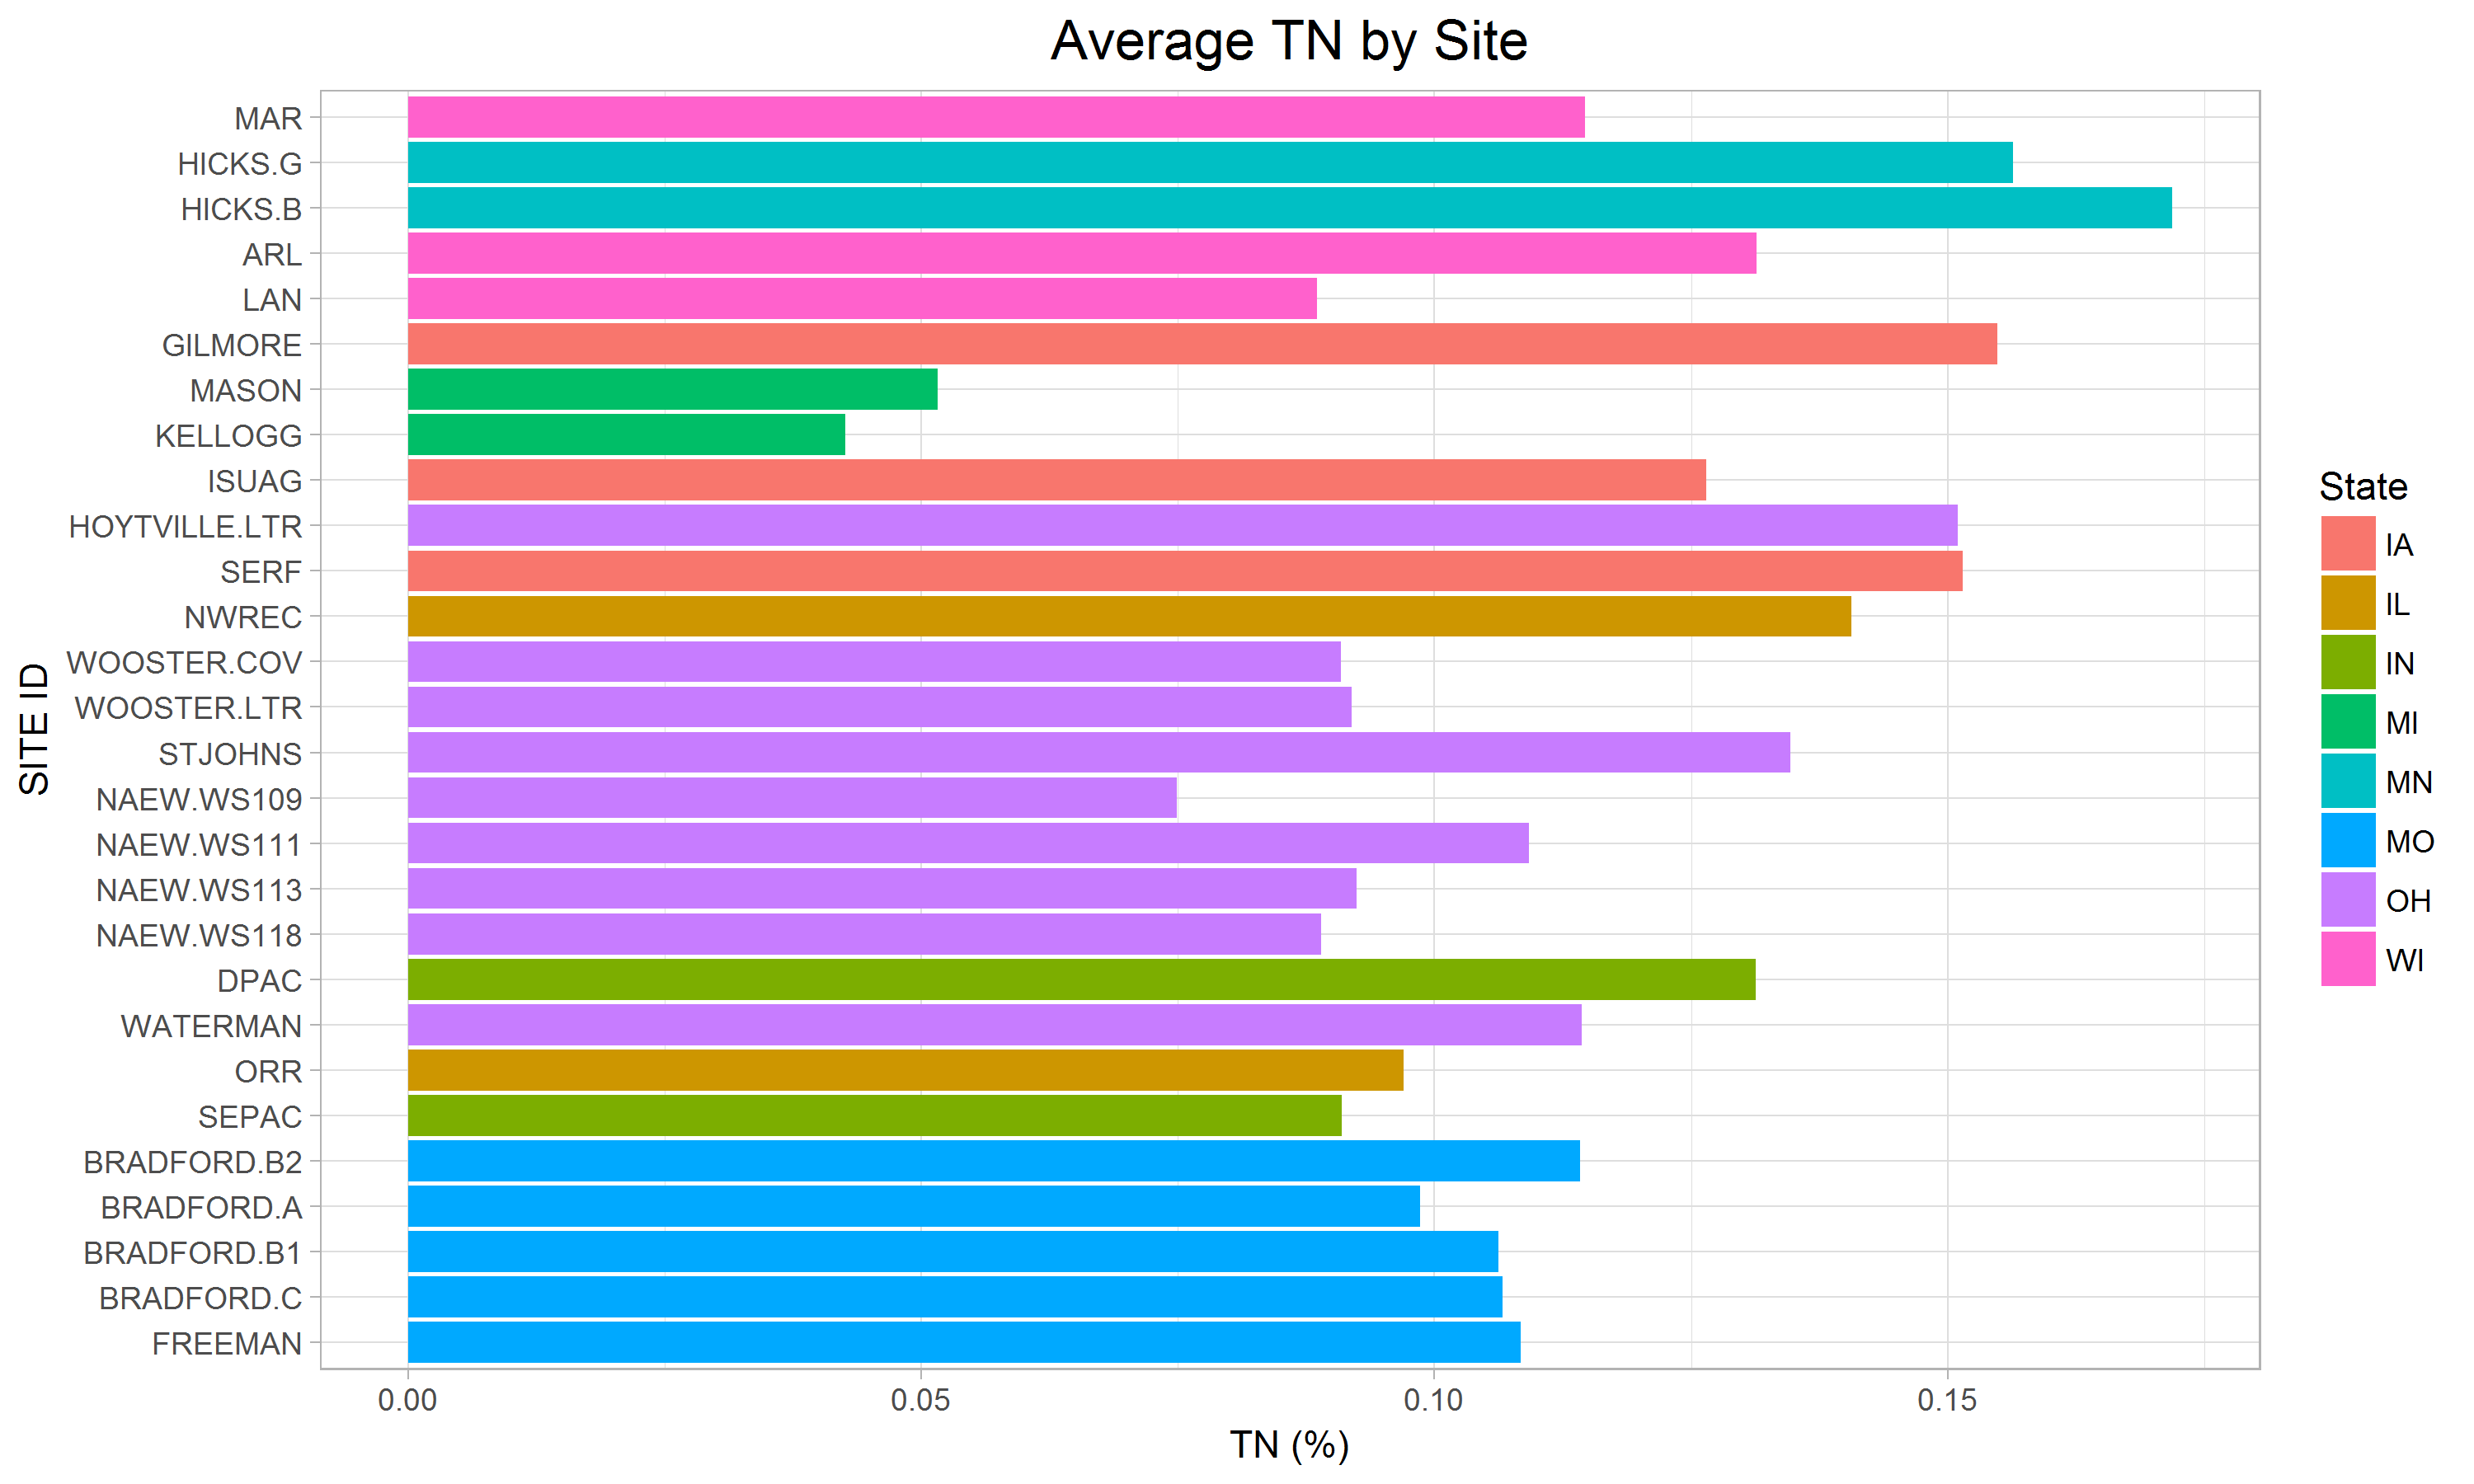 Average TN by Site
SITE ID
MAR
HICKS.G
HICKS.B
ARL
LAN
GILMORE
MASON
KELLOGG
ISUAG
HOYTVILLE.LTR
SERF
NWREC
WOOSTER.COV
WOOSTER.LTR
STJOHNS
NAEW.WS109
NAEW.WS111
NAEW.WS113
NAEW.WS118
DPAC
WATERMAN
ORR
SEPAC
BRADFORD.B2
BRADFORD.A
BRADFORD.B1
BRADFORD.C
FREEMAN
0.00 0.05 0.10 0.15
TN (%)
State
IA
IL
IN
MI
MN
MO
OH
WI